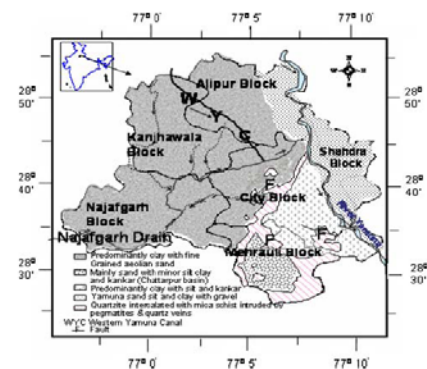 77° 0' 77° 5' 77° 10'
28° 50'
28° 50'
Alipur Block
W
Y
C
Kanjhawala
Block
Shahdra
Block
28° 40'
28° 40'
F
City Block
Najafgarh
Block
River Yamuna
Najafgarh Drain
F
F
Mehrauli Block
28° 30'
28° 30'
Predominantly clay with fine
Grained aeolian sand
Mainly sand with minor silt clay
and kankar (Chattarpur basin)
Predominantly clay with silt and kankar
Yamuna sand silt and clay with gravel
Quartzite intercalated with mica schist intruded by
pegmatites & quartz veins
WYC Western Yamuna Canal
F Fault
77° 0' 77° 5' 77° 10'